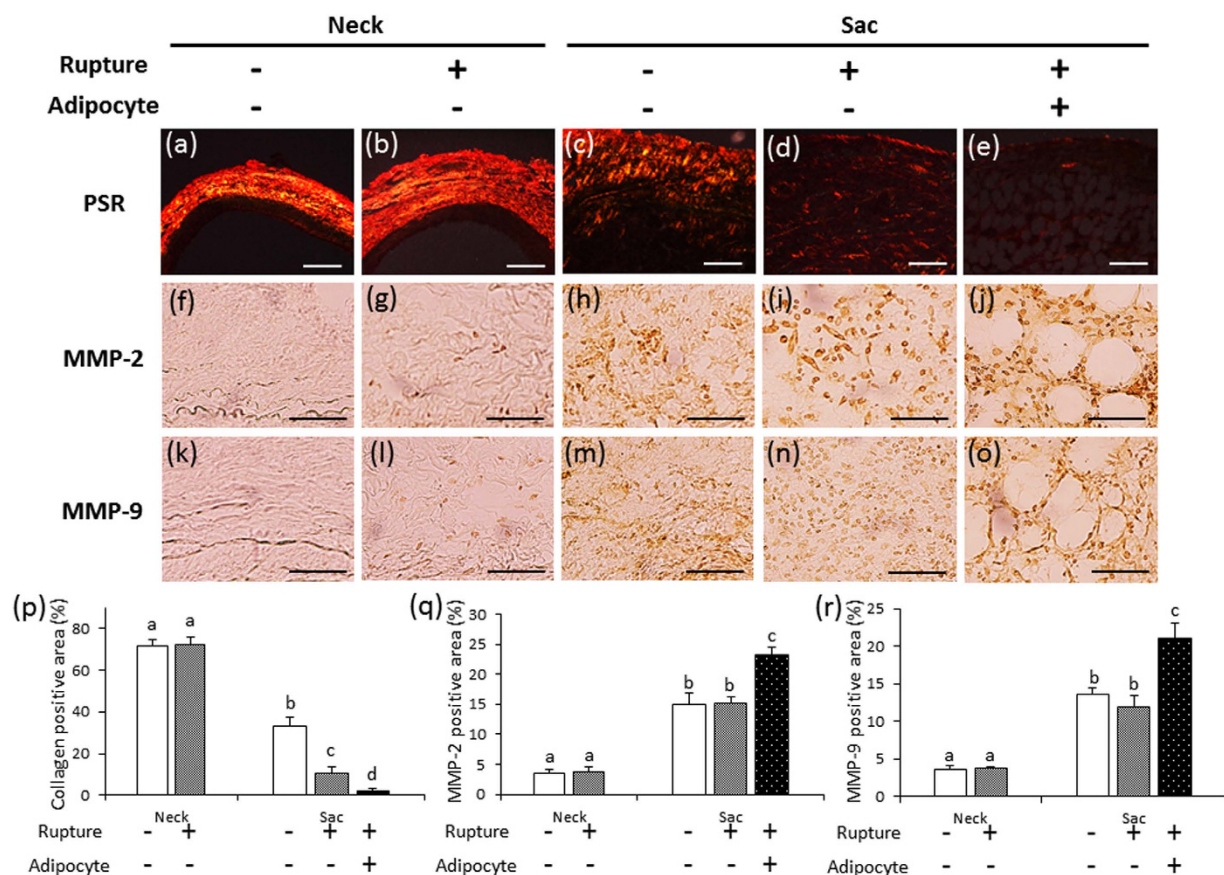 Neck Sac
Rupture - + - + +
Adipocyte - - - - +
PSR (a) (b) (c) (d) (e)
MMP-2 (f) (g) (h) (i) (j)
MMP-9 (k) (l) (m) (n) (o)
(p)
Collagen positive area (%)
80
60
40
20
0
a a b c d
Neck Sac
Rupture - + - + +
Adipocyte - - - - +
(q)
MMP-2 positive area (%)
30
25
20
15
10
5
0
a a b b c
Neck Sac
- + - + +
- - - - +
(r)
MMP-9 positive area (%)
25
20
15
10
5
0
a a b b c
Neck Sac
Rupture - + - + +
Adipocyte - - - - +